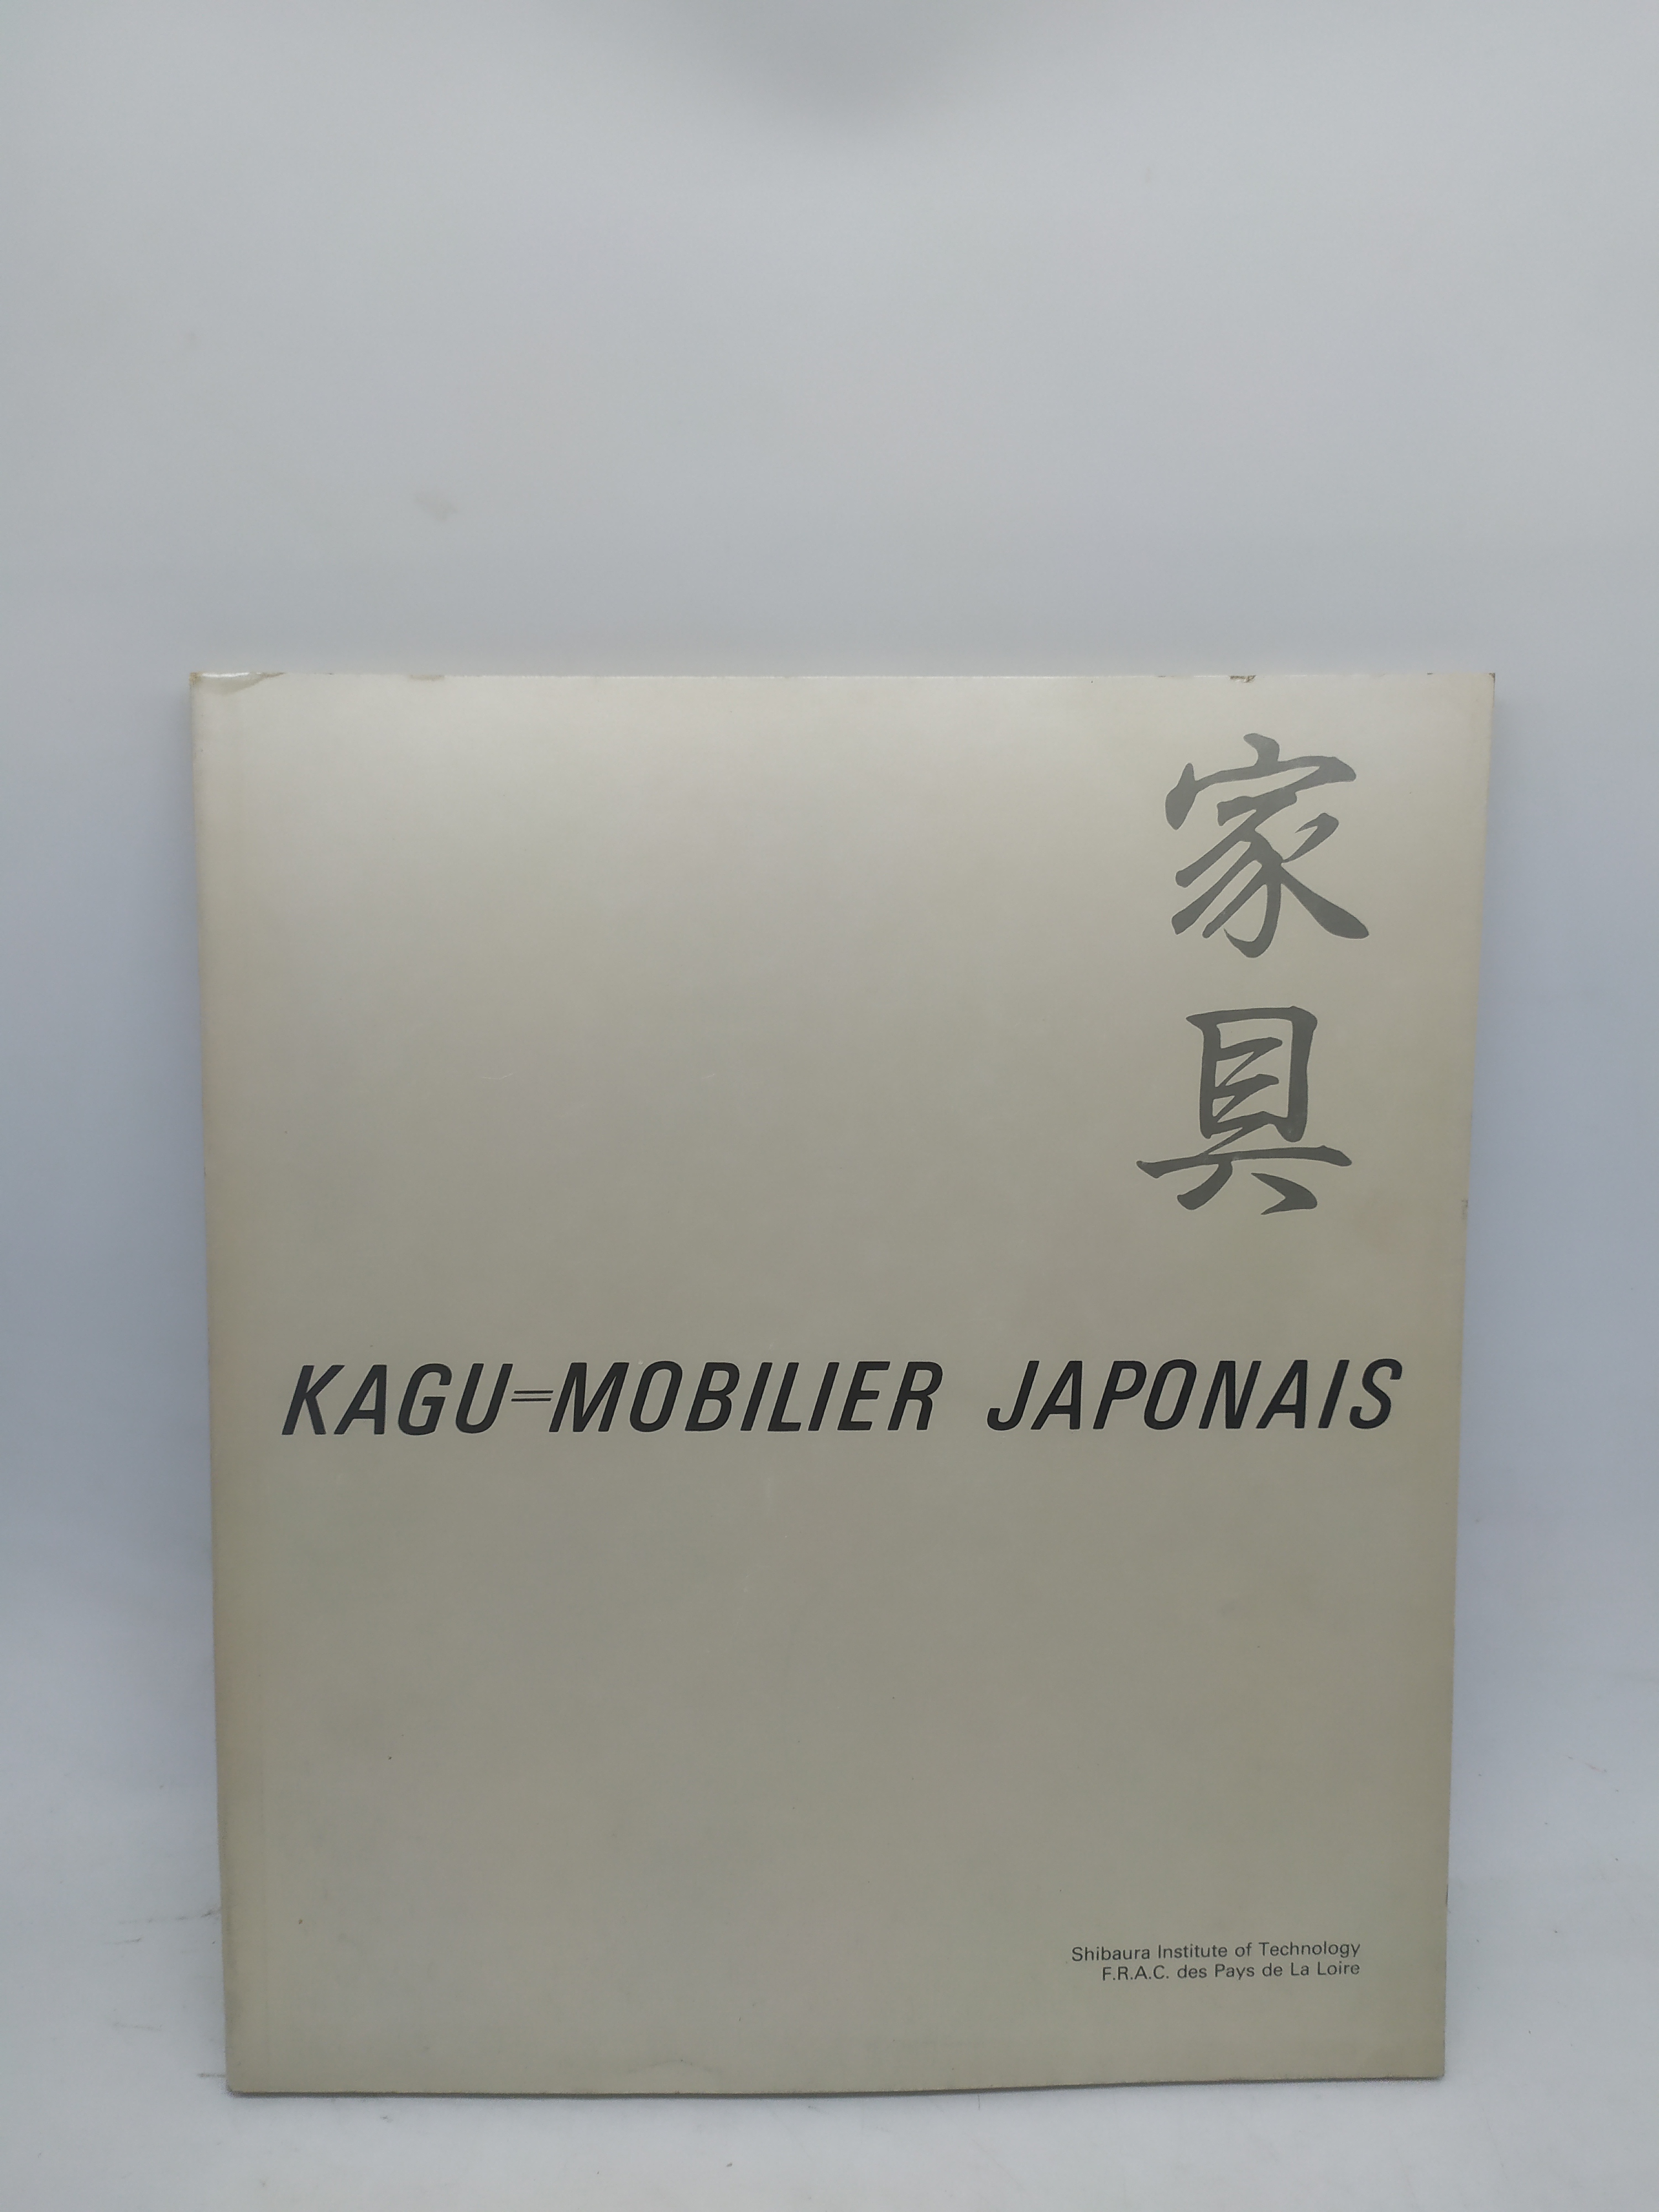 家具
KAGU=MOBILIER JAPONAIS
Shibaura Institute of Technology
F.R.A.C. des Pays de La Loire